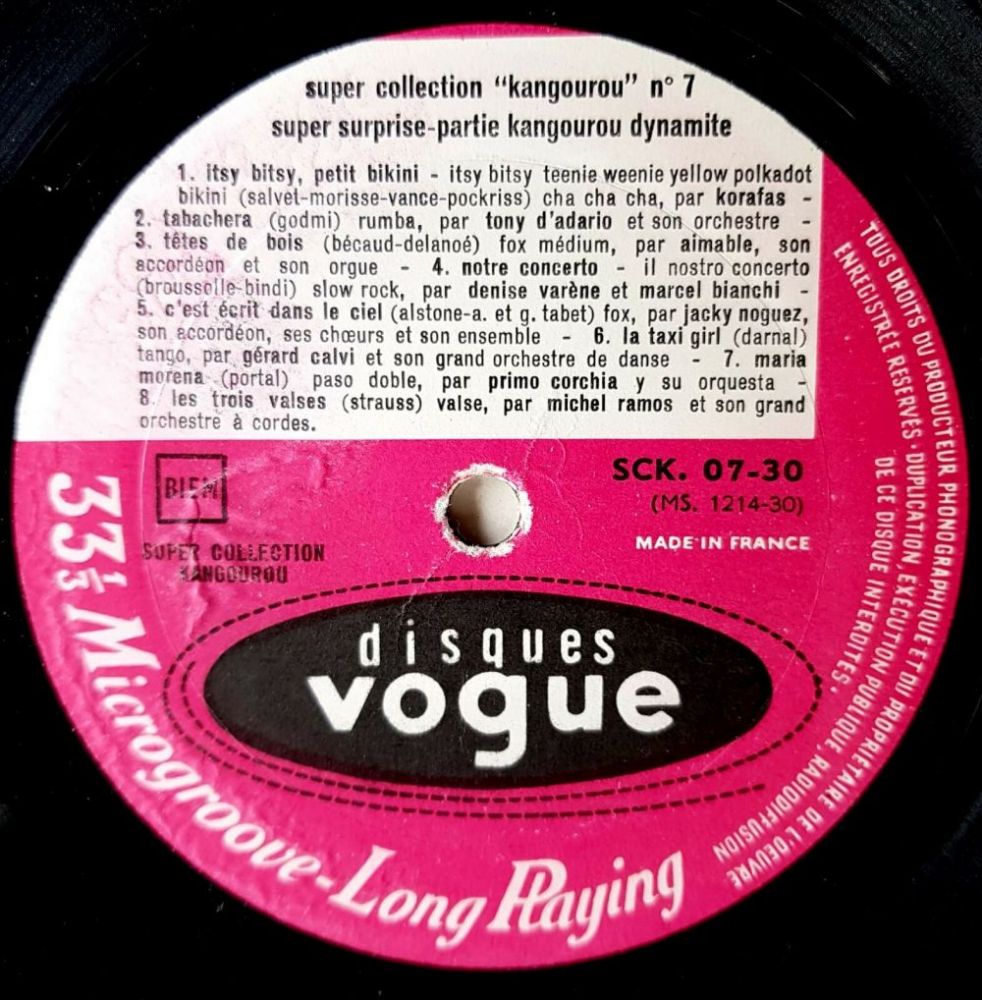 super collection "kangourou" n° 7
super surprise-partie kangourou dynamite
1. itsy bitsy, petit bikini - itsy bitsy teenie weenie yellow polkadot
bikini (salvet-morisse-vance-pockriss) cha cha cha, par korafas -
2. tabachera (godmi) rumba, par tony d'adario et son orchestre -
3. têtes de bois (bécaud-delanoé) fox médium, par aimable, son
accordéon et son orgue - 4. notre concerto - il nostro concerto
(broussolle-bindi) slow rock, par denise varène et marcel bianchi -
5. c'est écrit dans le ciel (alstone-a. et g. tabet) fox, par jacky noguez,
son accordéon, ses chœurs et son ensemble - 6. la taxi girl (darnal)
tango, par gérard calvi et son grand orchestre de danse - 7. maria
morena (portal) paso doble, par primo corchia y su orquesta -
8. les trois valses (strauss) valse, par michel ramos et son grand
orchestre à cordes.
BIEM
SUPER COLLECTION
KANGOUROU
SCK. 07-30
(MS. 1214-30)
MADE IN FRANCE
disques
vogue
33 1/3 Microgroove-Long Playing
TOUS DROITS DU PRODUCTEUR PHONOGRAPHIQUE ET DU PROPRIETAIRE DE L'OEUVRE
ENREGISTRÉE RESERVÉS · DUPLICATION, EXÉCUTION PUBLIQUE, RADIODIFFUSION
DE CE DISQUE INTERDITES ·